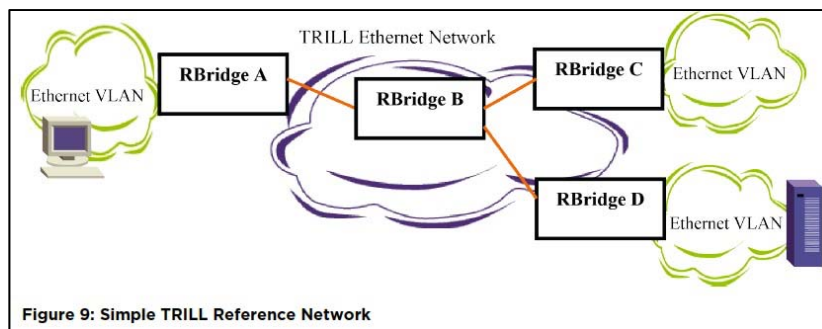 TRILL Ethernet Network
RBridge A
RBridge B
RBridge C
Ethernet VLAN
Ethernet VLAN
RBridge D
Ethernet VLAN
Figure 9: Simple TRILL Reference Network